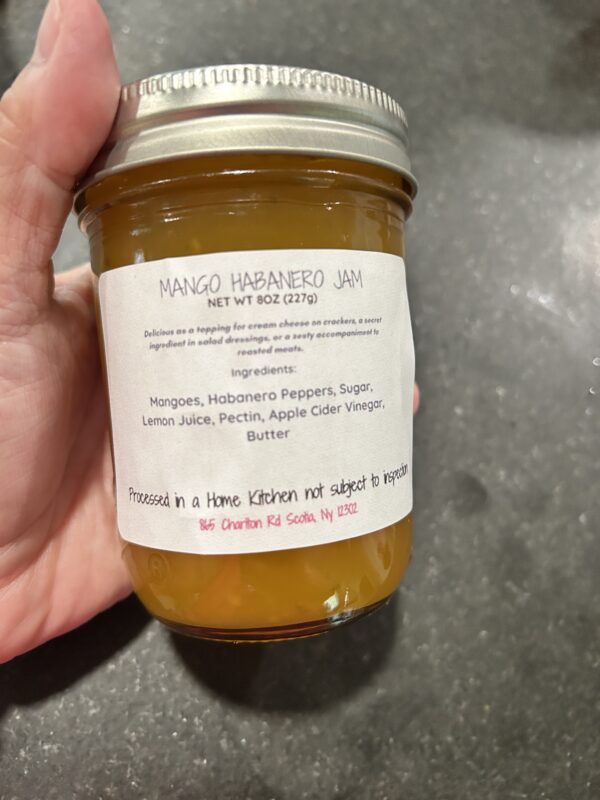 MANGO HABANERO JAM
NET WT 8OZ (227g)
Delicious as a topping for cream cheese on crackers, a secret
ingredient in salad dressings, or a zesty accompaniment to
roasted meats.
Ingredients:
Mangoes, Habanero Peppers, Sugar,
Lemon Juice, Pectin, Apple Cider Vinegar,
Butter
Processed in a Home Kitchen not subject to inspection
865 Charlton Rd Scotia, Ny 12302